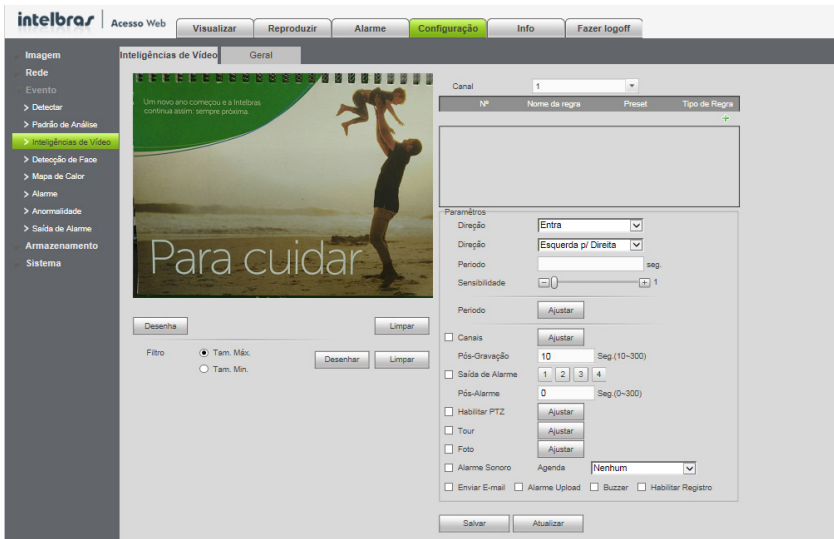 intelbras Acesso Web Visualizar Reproduzir Alarme Configuração Info Fazer logoff
Imagem
Rede
Evento
> Detectar
> Padrão de Análise
> Inteligências de Vídeo
> Detecção de Face
> Mapa de Calor
> Alarme
> Anormalidade
> Saída de Alarme
Armazenamento
Sistema
Inteligências de Vídeo Geral
Um novo ano começou e a Intelbras
continua assim: sempre próxima.
Para cuidar
Desenha Limpar
Filtro Tam. Máx. Desenhar Limpar
Tam. Min.
Canal 1
Nº Nome da regra Preset Tipo de Regra
+
Paramêtros
Direção Entra
Direção Esquerda p/ Direita
Periodo seg.
Sensibilidade - + 1
Periodo Ajustar
Canais Ajustar
Pós-Gravação 10 Seg.(10~300)
Saída de Alarme 1 2 3 4
Pós-Alarme 0 Seg.(0~300)
Habilitar PTZ Ajustar
Tour Ajustar
Foto Ajustar
Alarme Sonoro Agenda Nenhum
Enviar E-mail Alarme Upload Buzzer Habilitar Registro
Salvar Atualizar